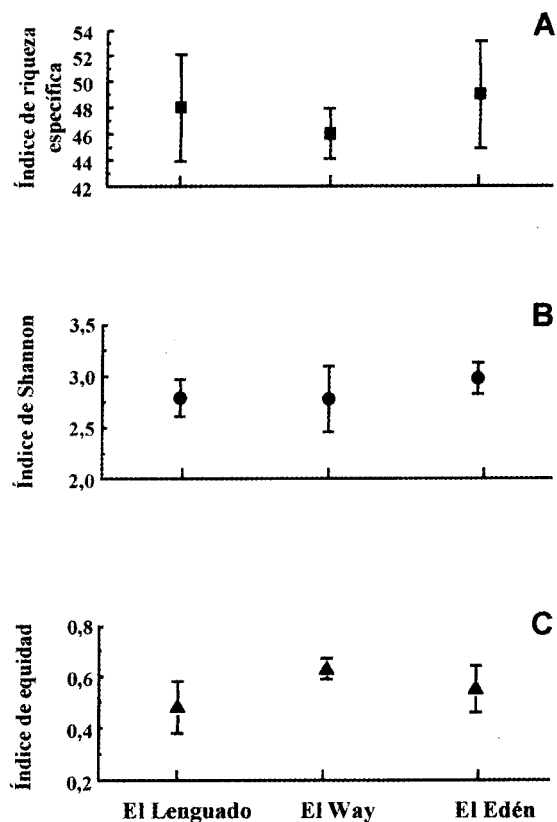 A
Índice de riqueza
específica
54
52
50
48
46
44
42
B
Índice de Shannon
3,5
3,0
2,5
2,0
C
Índice de equidad
0,8
0,6
0,4
0,2
El Lenguado El Way El Edén